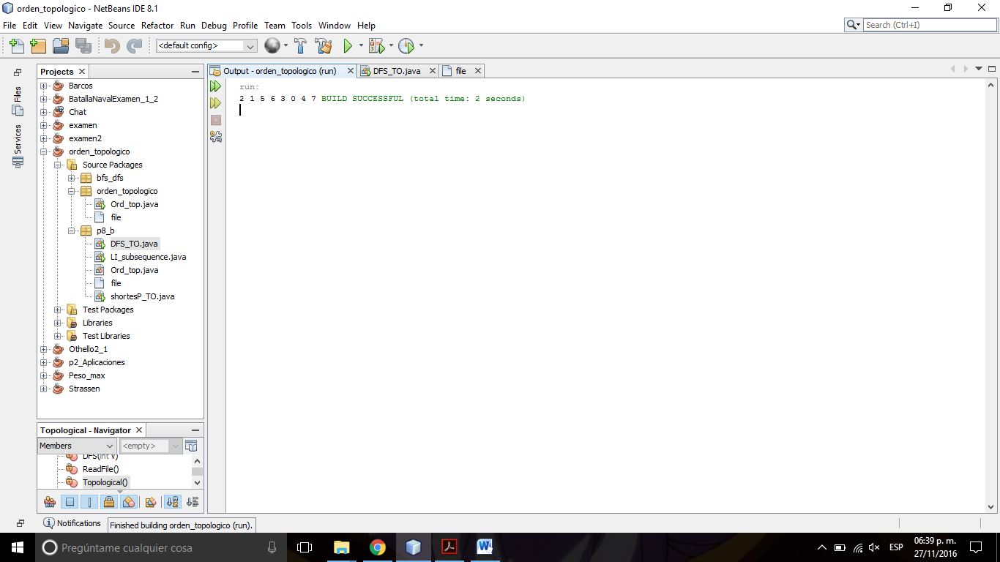 orden_topologico - NetBeans IDE 8.1
File Edit View Navigate Source Refactor Run Debug Profile Team Tools Window Help
Search (Ctrl+I)
<default config>
Files
Services
Projects
Barcos
BatallaNavalExamen_1_2
Chat
examen
examen2
orden_topologico
Source Packages
bfs_dfs
orden_topologico
Ord_top.java
file
p8_b
DFS_TO.java
LI_subsequence.java
Ord_top.java
file
shortesP_TO.java
Test Packages
Libraries
Test Libraries
Othello2_1
p2_Aplicaciones
Peso_max
Strassen
Output - orden_topologico (run) DFS_TO.java file
run:
2 1 5 6 3 0 4 7 BUILD SUCCESSFUL (total time: 2 seconds)
Topological - Navigator
Members <empty>
DFS(int v)
ReadFile()
Topological()
Notifications
Finished building orden_topologico (run).
Pregúntame cualquier cosa
ESP
06:39 p. m.
27/11/2016